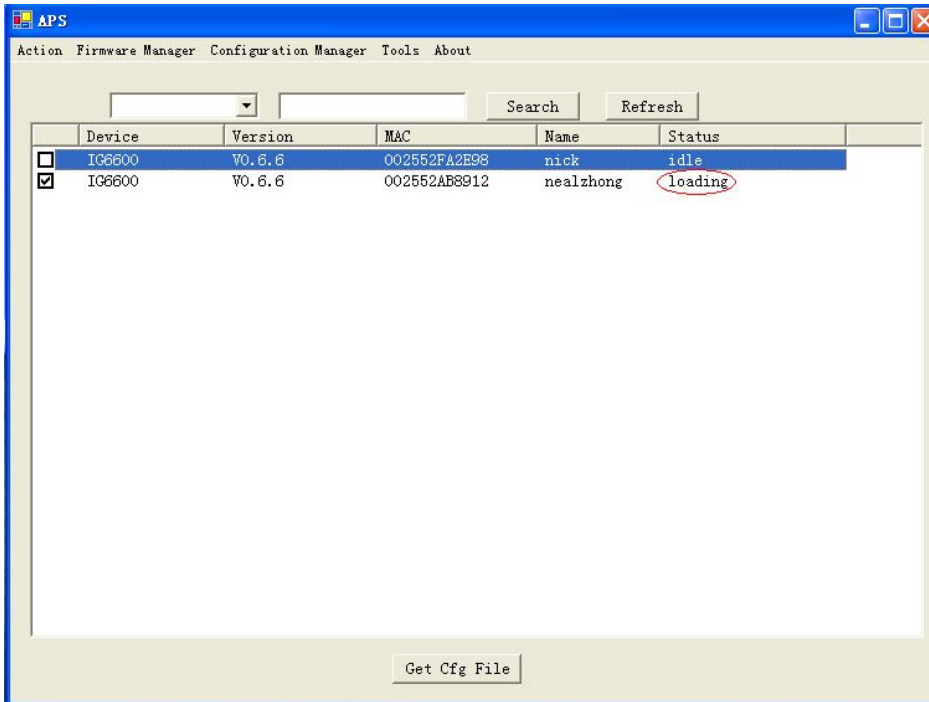 APS
Action Firmware Manager Configuration Manager Tools About
Search Refresh
Device Version MAC Name Status
IG6600 V0.6.6 002552FA2E98 nick idle
IG6600 V0.6.6 002552AB8912 nealzhong loading
Get Cfg File